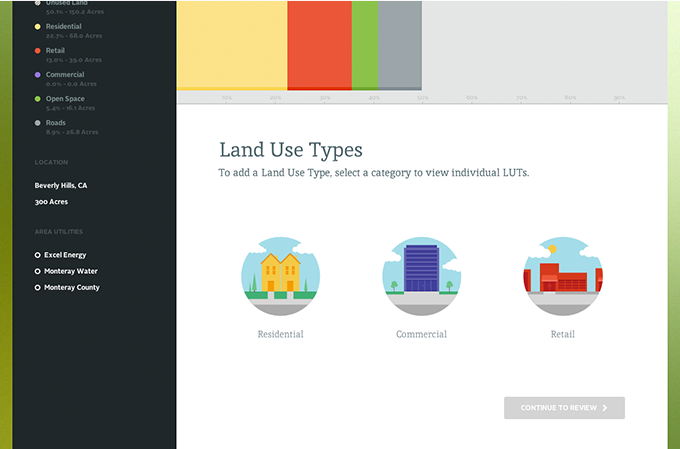 Unused Land
50.1% - 150.2 Acres
Residential
22.7% - 68.0 Acres
Retail
13.0% - 39.0 Acres
Commercial
0.0% - 0.0 Acres
Open Space
5.4% - 16.1 Acres
Roads
8.9% - 26.8 Acres
LOCATION
Beverly Hills, CA
300 Acres
AREA UTILITIES
Excel Energy
Monteray Water
Monteray County
10% 20% 30% 40% 50% 60% 70% 80% 90%
Land Use Types
To add a Land Use Type, select a category to view individual LUTs.
Residential Commercial Retail
CONTINUE TO REVIEW